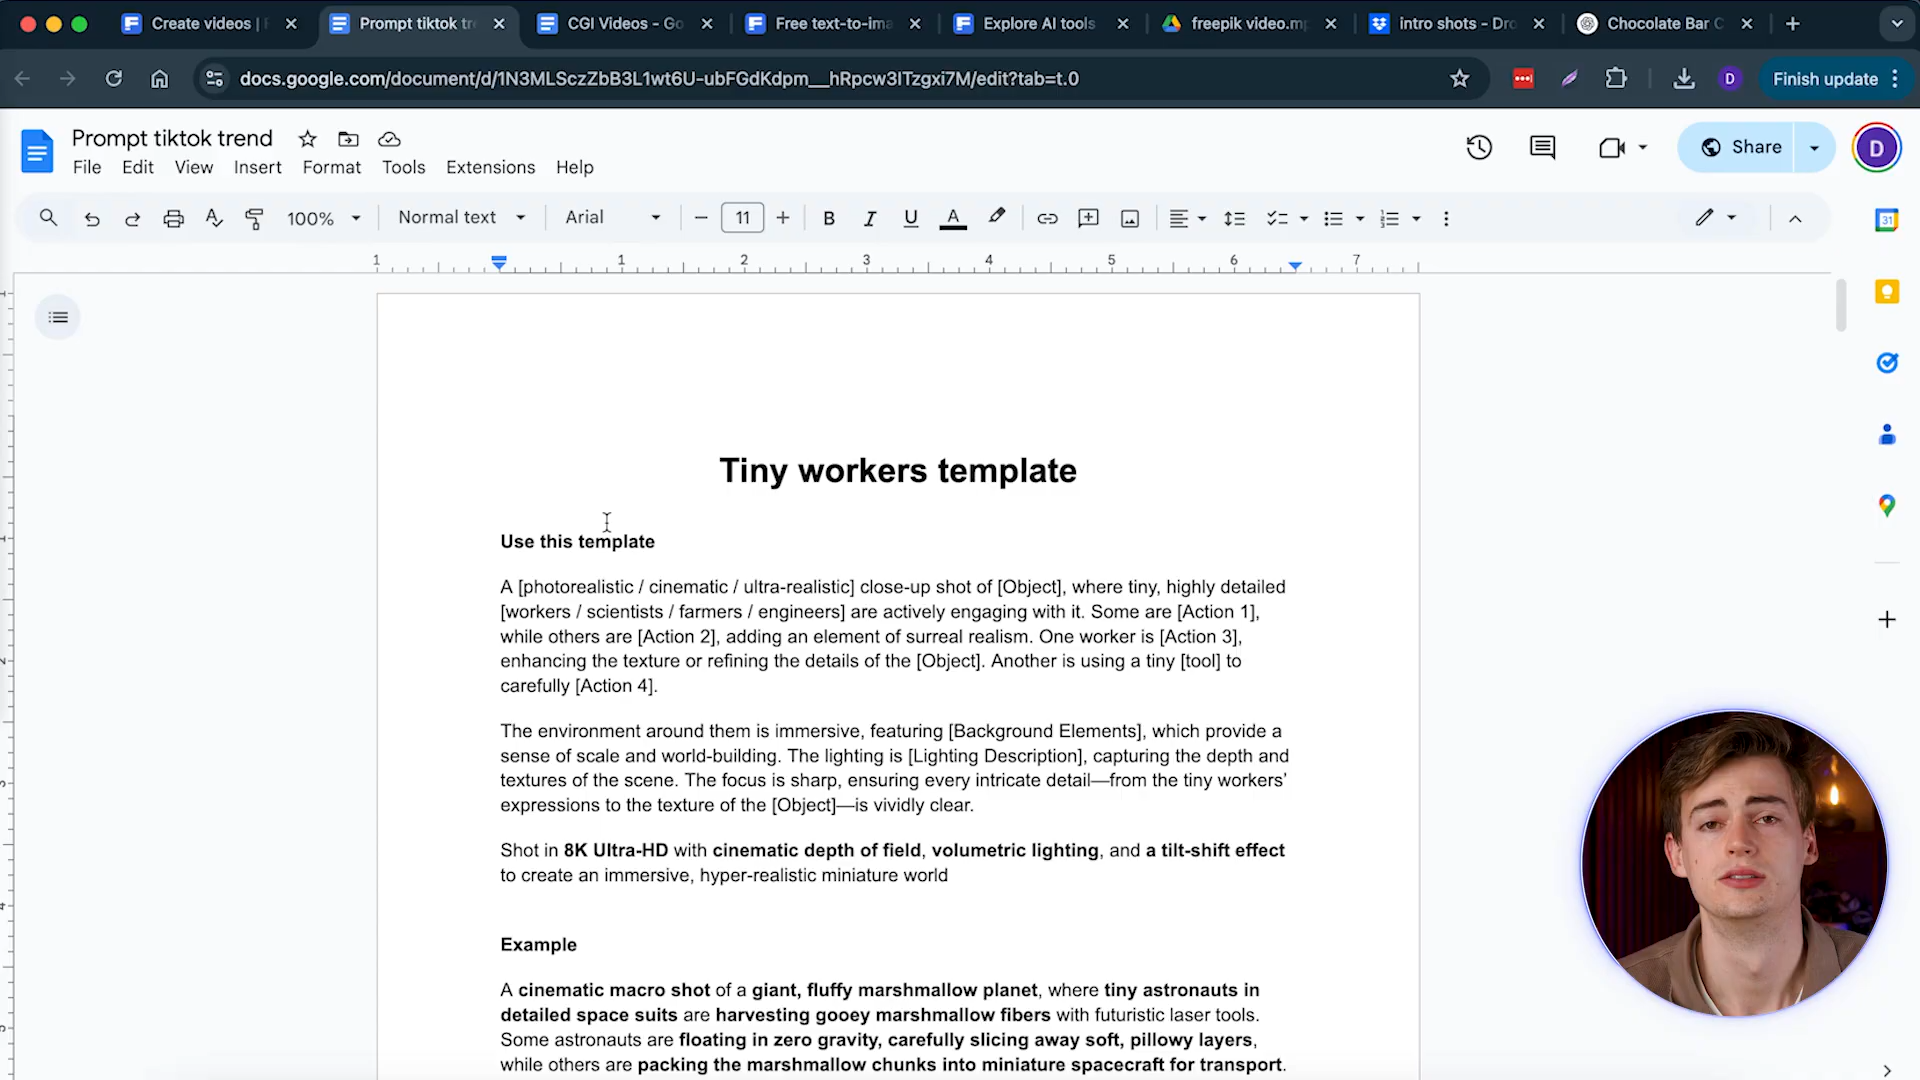 Create videos | F
Prompt tiktok tre
CGI Videos - Go
Free text-to-ima
Explore AI tools
freepik video.mp
intro shots - Dro
Chocolate Bar C
docs.google.com/document/d/1N3MLSczZbB3L1wt6U-ubFGdKdpm__hRpcw3ITzgxi7M/edit?tab=t.0
D
Finish update
Prompt tiktok trend
File Edit View Insert Format Tools Extensions Help
Share
D
100% Normal text Arial 11 B I U A
31
1 1 2 3 4 5 6 7
Tiny workers template
Use this template
A [photorealistic / cinematic / ultra-realistic] close-up shot of [Object], where tiny, highly detailed
[workers / scientists / farmers / engineers] are actively engaging with it. Some are [Action 1],
while others are [Action 2], adding an element of surreal realism. One worker is [Action 3],
enhancing the texture or refining the details of the [Object]. Another is using a tiny [tool] to
carefully [Action 4].
The environment around them is immersive, featuring [Background Elements], which provide a
sense of scale and world-building. The lighting is [Lighting Description], capturing the depth and
textures of the scene. The focus is sharp, ensuring every intricate detail—from the tiny workers’
expressions to the texture of the [Object]—is vividly clear.
Shot in 8K Ultra-HD with cinematic depth of field, volumetric lighting, and a tilt-shift effect
to create an immersive, hyper-realistic miniature world
Example
A cinematic macro shot of a giant, fluffy marshmallow planet, where tiny astronauts in
detailed space suits are harvesting gooey marshmallow fibers with futuristic laser tools.
Some astronauts are floating in zero gravity, carefully slicing away soft, pillowy layers,
while others are packing the marshmallow chunks into miniature spacecraft for transport.